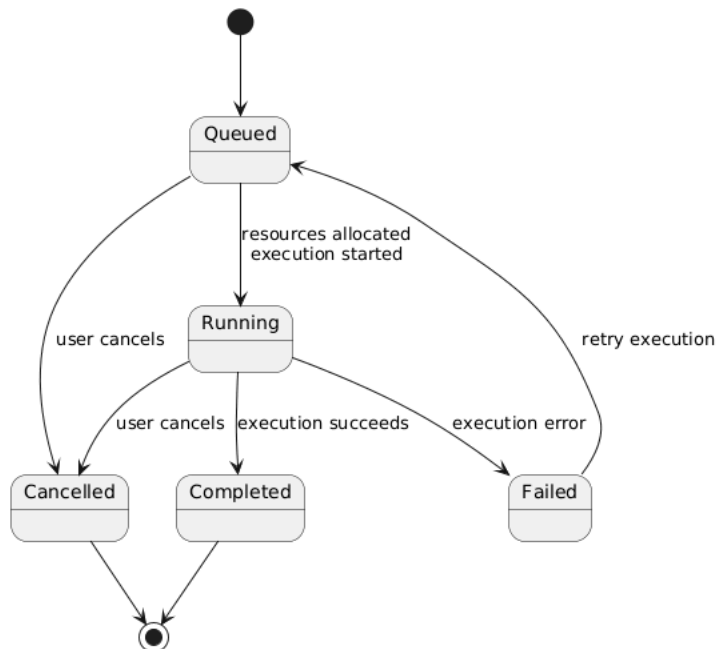 Queued
resources allocated
execution started
Running
user cancels
retry execution
user cancels
execution succeeds
execution error
Cancelled
Completed
Failed